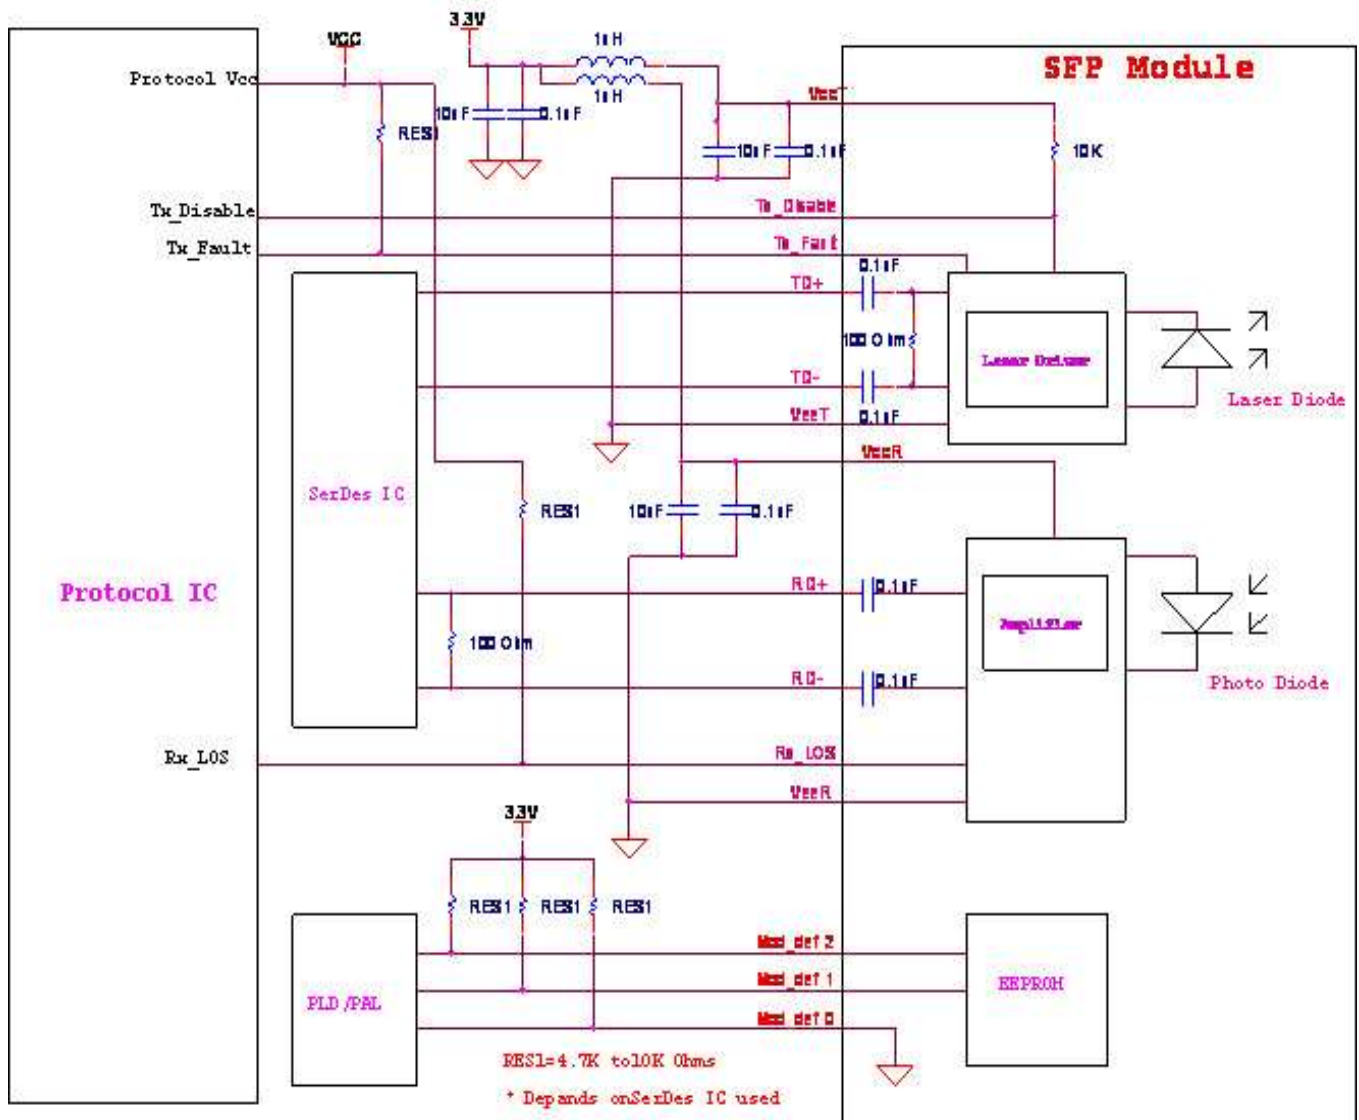 3.3V
1uH
VCC
SFP Module
Protocol Vcc
1uH
10uF
0.1uF
RES1
10uF
0.1uF
10K
Tx_Disable
Tx_Disable
Tx_Fault
Tx_Fault
0.1uF
TD+
100 Ohm
Laser Driver
TD-
Laser Diode
VeeT
0.1uF
VccR
SerDes IC
RES1
10uF
0.1uF
Protocol IC
RD+
0.1uF
Amplifier
100 Ohm
RD-
0.1uF
Photo Diode
Rx_LOS
Rx_LOS
VeeR
3.3V
RES1
RES1
RES1
Mod_def 2
Mod_def 1
EEPROM
PLD/PAL
Mod_def 0
RES1=4.7K to10K Ohms
* Depands onSerDes IC used